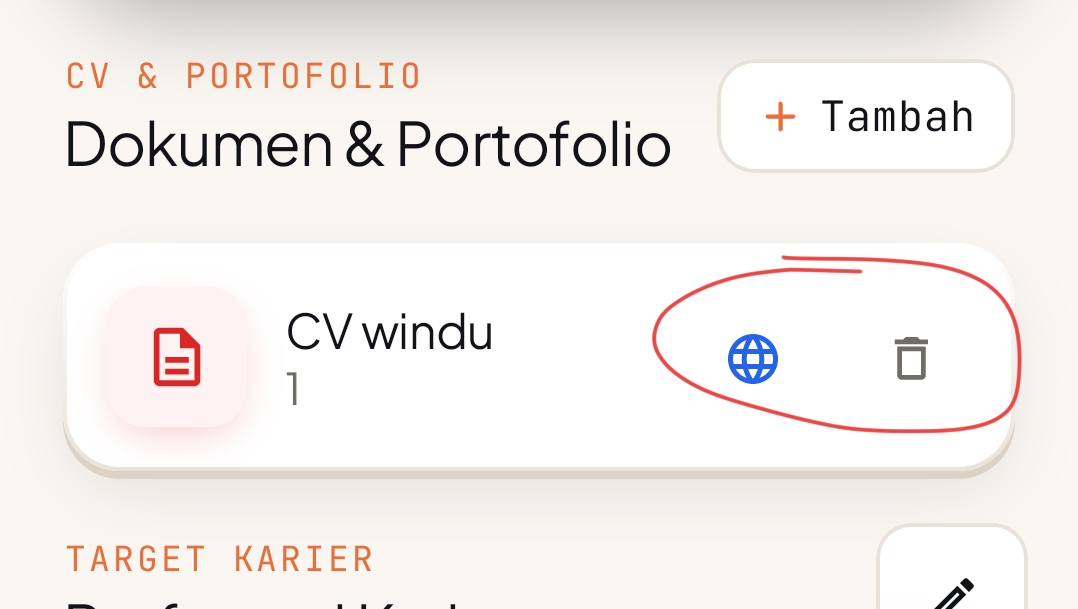 CV & PORTOFOLIO
Dokumen & Portofolio
+ Tambah
CV windu
1
TARGET KARIER